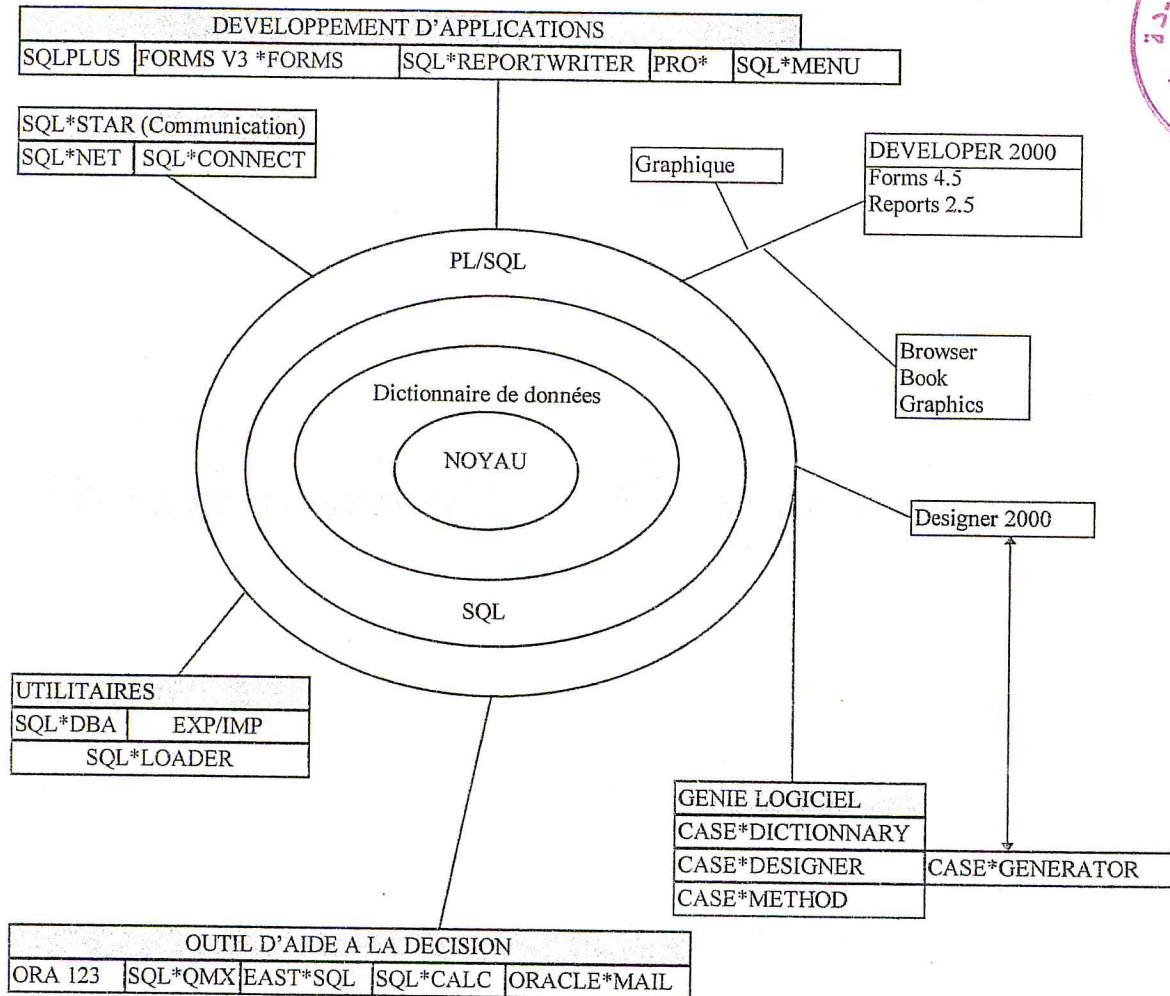 DEVELOPPEMENT D'APPLICATIONS
SQLPLUS FORMS V3 *FORMS SQL*REPORTWRITER PRO* SQL*MENU
SQL*STAR (Communication)
SQL*NET SQL*CONNECT
Graphique
DEVELOPER 2000
Forms 4.5
Reports 2.5
PL/SQL
Browser
Book
Graphics
Dictionnaire de données
NOYAU
Designer 2000
SQL
UTILITAIRES
SQL*DBA EXP/IMP
SQL*LOADER
GENIE LOGICIEL
CASE*DICTIONNARY
CASE*DESIGNER CASE*GENERATOR
CASE*METHOD
OUTIL D'AIDE A LA DECISION
ORA 123 SQL*QMX EAST*SQL SQL*CALC ORACLE*MAIL